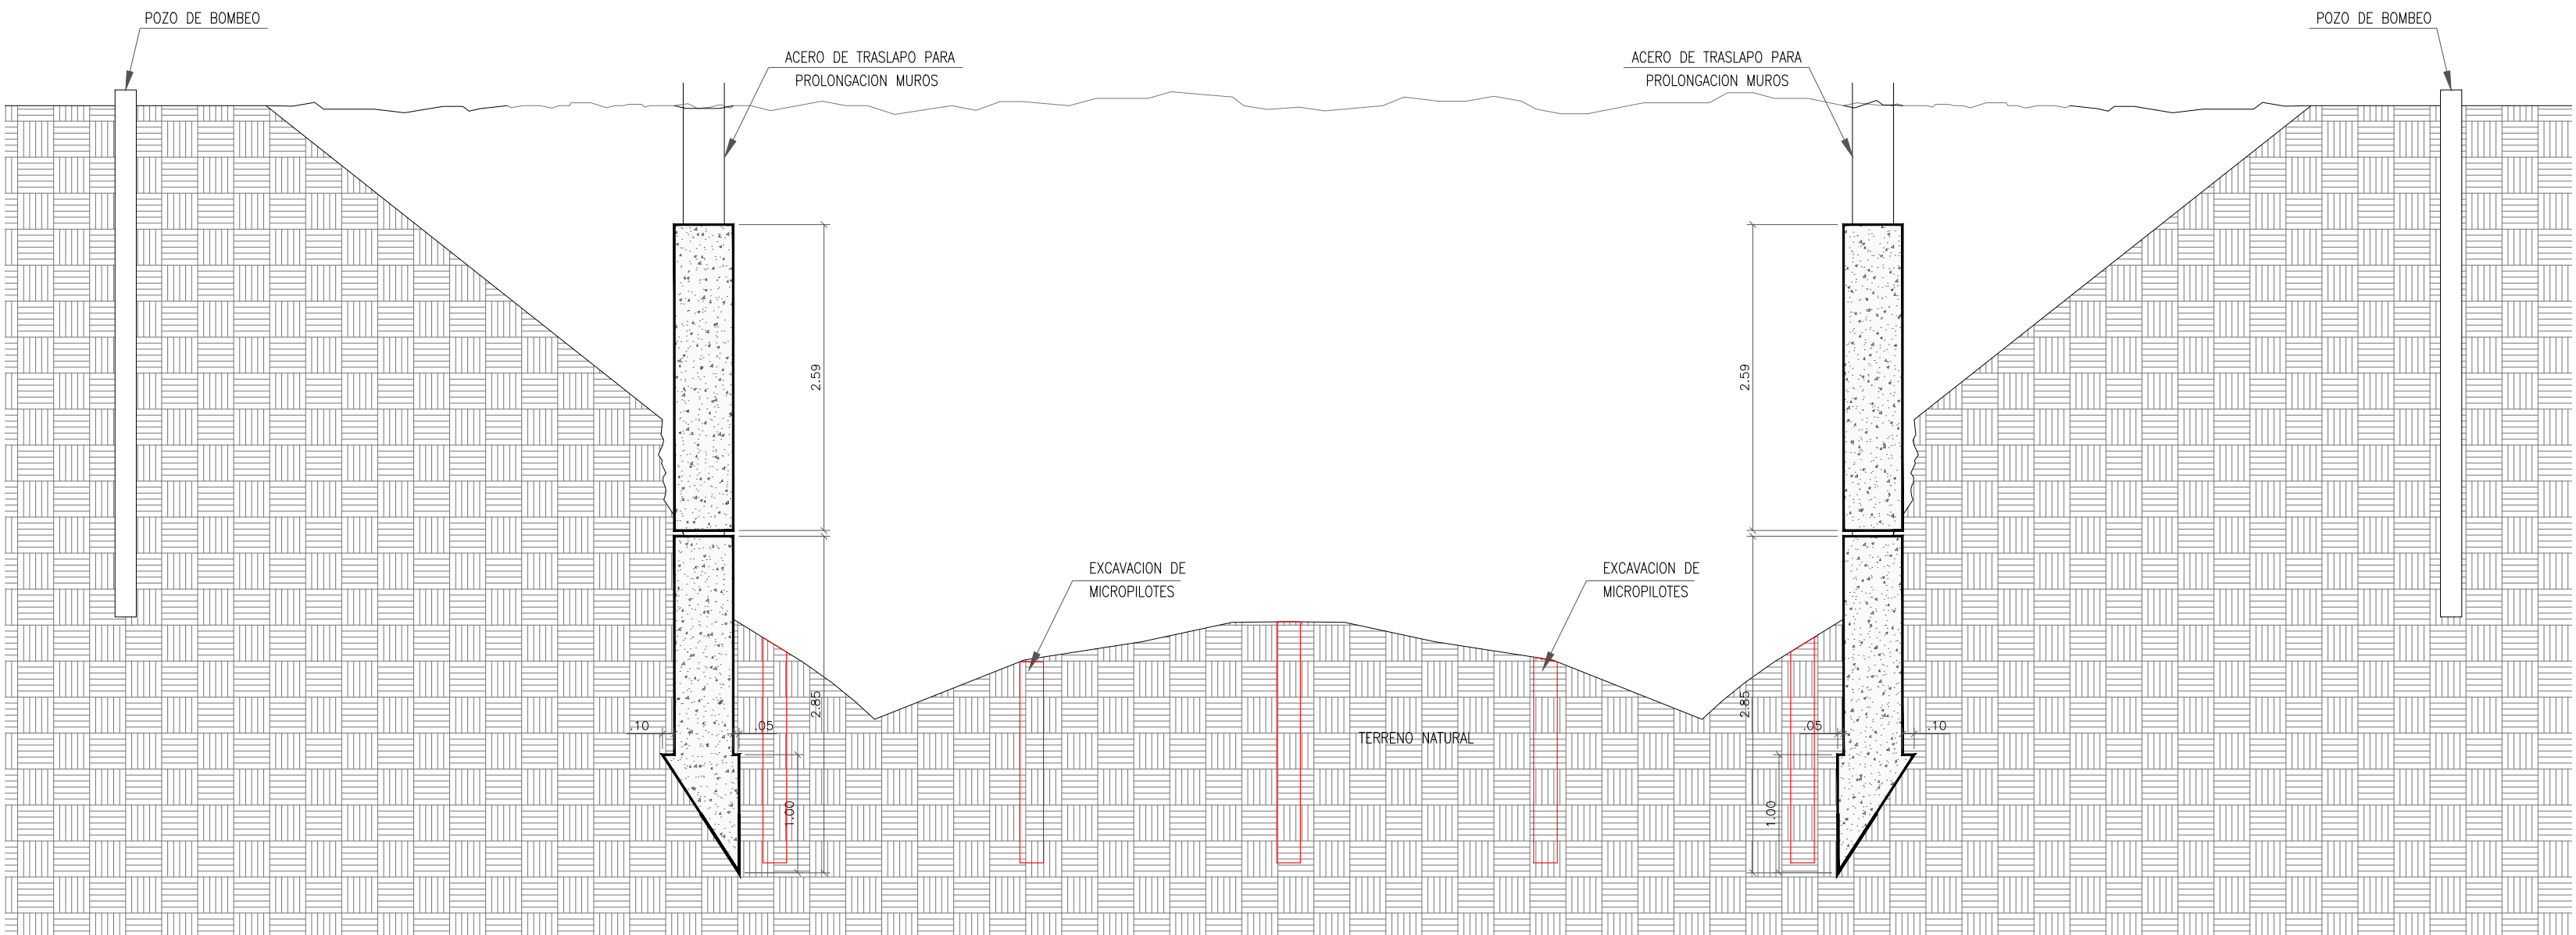 POZO DE BOMBEO
POZO DE BOMBEO
ACERO DE TRASLAPO PARA
PROLONGACION MUROS
ACERO DE TRASLAPO PARA
PROLONGACION MUROS
2.59
2.59
EXCAVACION DE
MICROPILOTES
EXCAVACION DE
MICROPILOTES
2.85
2.85
.10
.05
TERRENO NATURAL
.05
.10
1.00
1.00